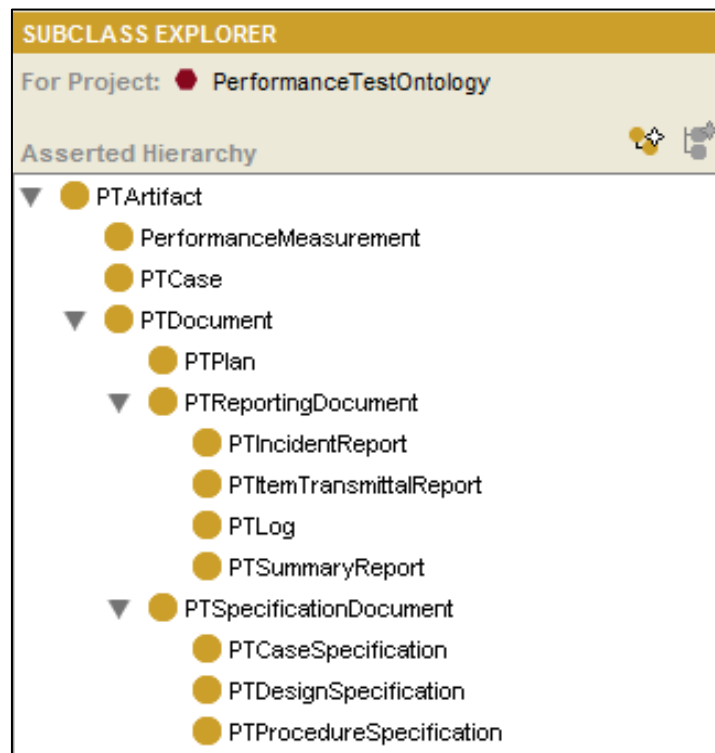 SUBCLASS EXPLORER
For Project: PerformanceTestOntology
Asserted Hierarchy
PTArtifact
PerformanceMeasurement
PTCase
PTDocument
PTPlan
PTReportingDocument
PTIncidentReport
PTItemTransmittalReport
PTLog
PTSummaryReport
PTSpecificationDocument
PTCaseSpecification
PTDesignSpecification
PTProcedureSpecification